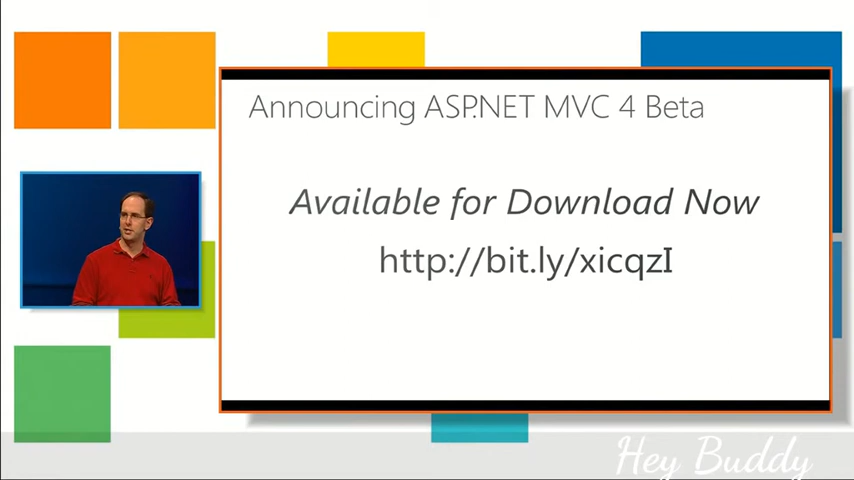 Announcing ASP.NET MVC 4 Beta
Available for Download Now
http://bit.ly/xicqzI
Hey Buddy